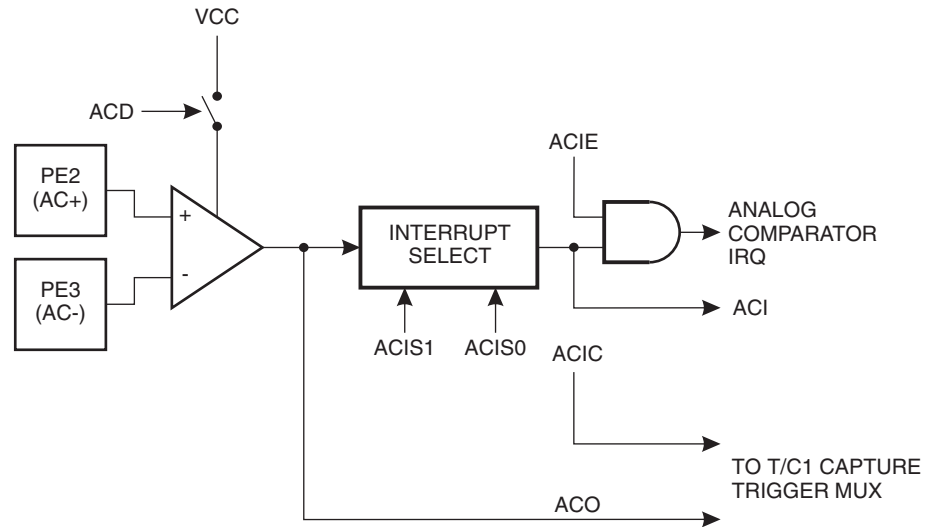 VCC
ACD
PE2
(AC+)
+
PE3
(AC-)
-
INTERRUPT
SELECT
ACIS1
ACIS0
ACIE
ANALOG
COMPARATOR
IRQ
ACI
ACIC
TO T/C1 CAPTURE
TRIGGER MUX
ACO